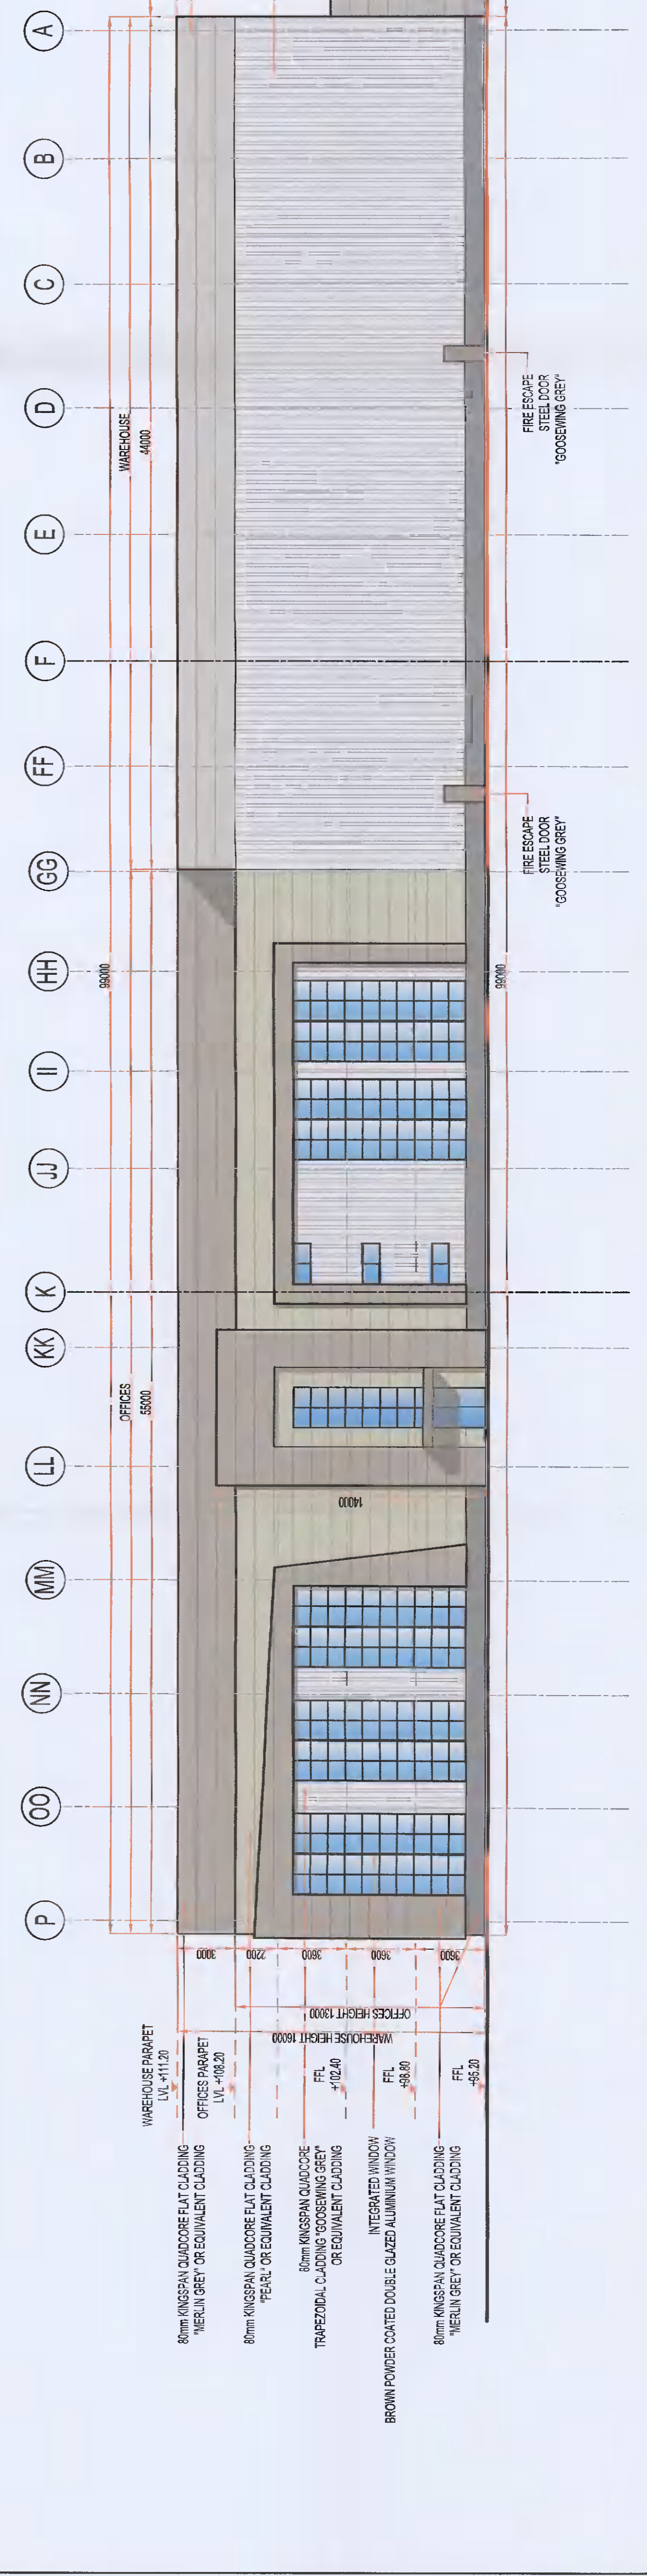 P
OO
NN
MM
LL
KK
K
JJ
II
HH
GG
FF
F
E
D
C
B
A
99000
OFFICES
55000
WAREHOUSE
44000
WAREHOUSE PARAPET
LVL +111.20
OFFICES PARAPET
LVL +108.20
FFL
+102.40
FFL
+98.80
FFL
+95.20
WAREHOUSE HEIGHT 16000
OFFICES HEIGHT 13000
3000
2200
3600
3600
3600
14000
80mm KINGSPAN QUADCORE FLAT CLADDING
"MERLIN GREY" OR EQUIVALENT CLADDING
80mm KINGSPAN QUADCORE FLAT CLADDING
"PEARL" OR EQUIVALENT CLADDING
80mm KINGSPAN QUADCORE
TRAPEZOIDAL CLADDING "GOOSEWING GREY"
OR EQUIVALENT CLADDING
INTEGRATED WINDOW
BROWN POWDER COATED DOUBLE GLAZED ALUMINIUM WINDOW
80mm KINGSPAN QUADCORE FLAT CLADDING
"MERLIN GREY" OR EQUIVALENT CLADDING
99000
FIRE ESCAPE
STEEL DOOR
"GOOSEWING GREY"
FIRE ESCAPE
STEEL DOOR
"GOOSEWING GREY"